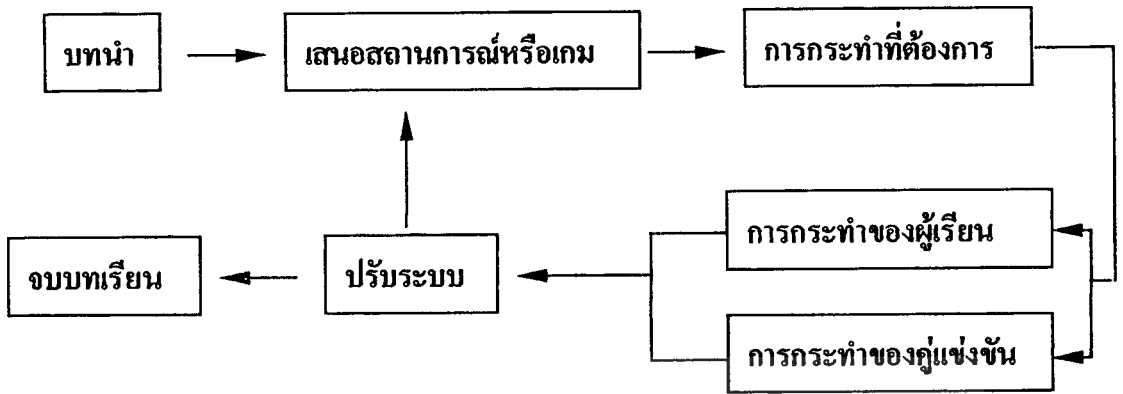 บทนำ
เสนอสถานการณ์หรือเกม
การกระทำที่ต้องการ
การกระทำของผู้เรียน
จบบทเรียน
ปรับระบบ
การกระทำของคู่แข่งขัน